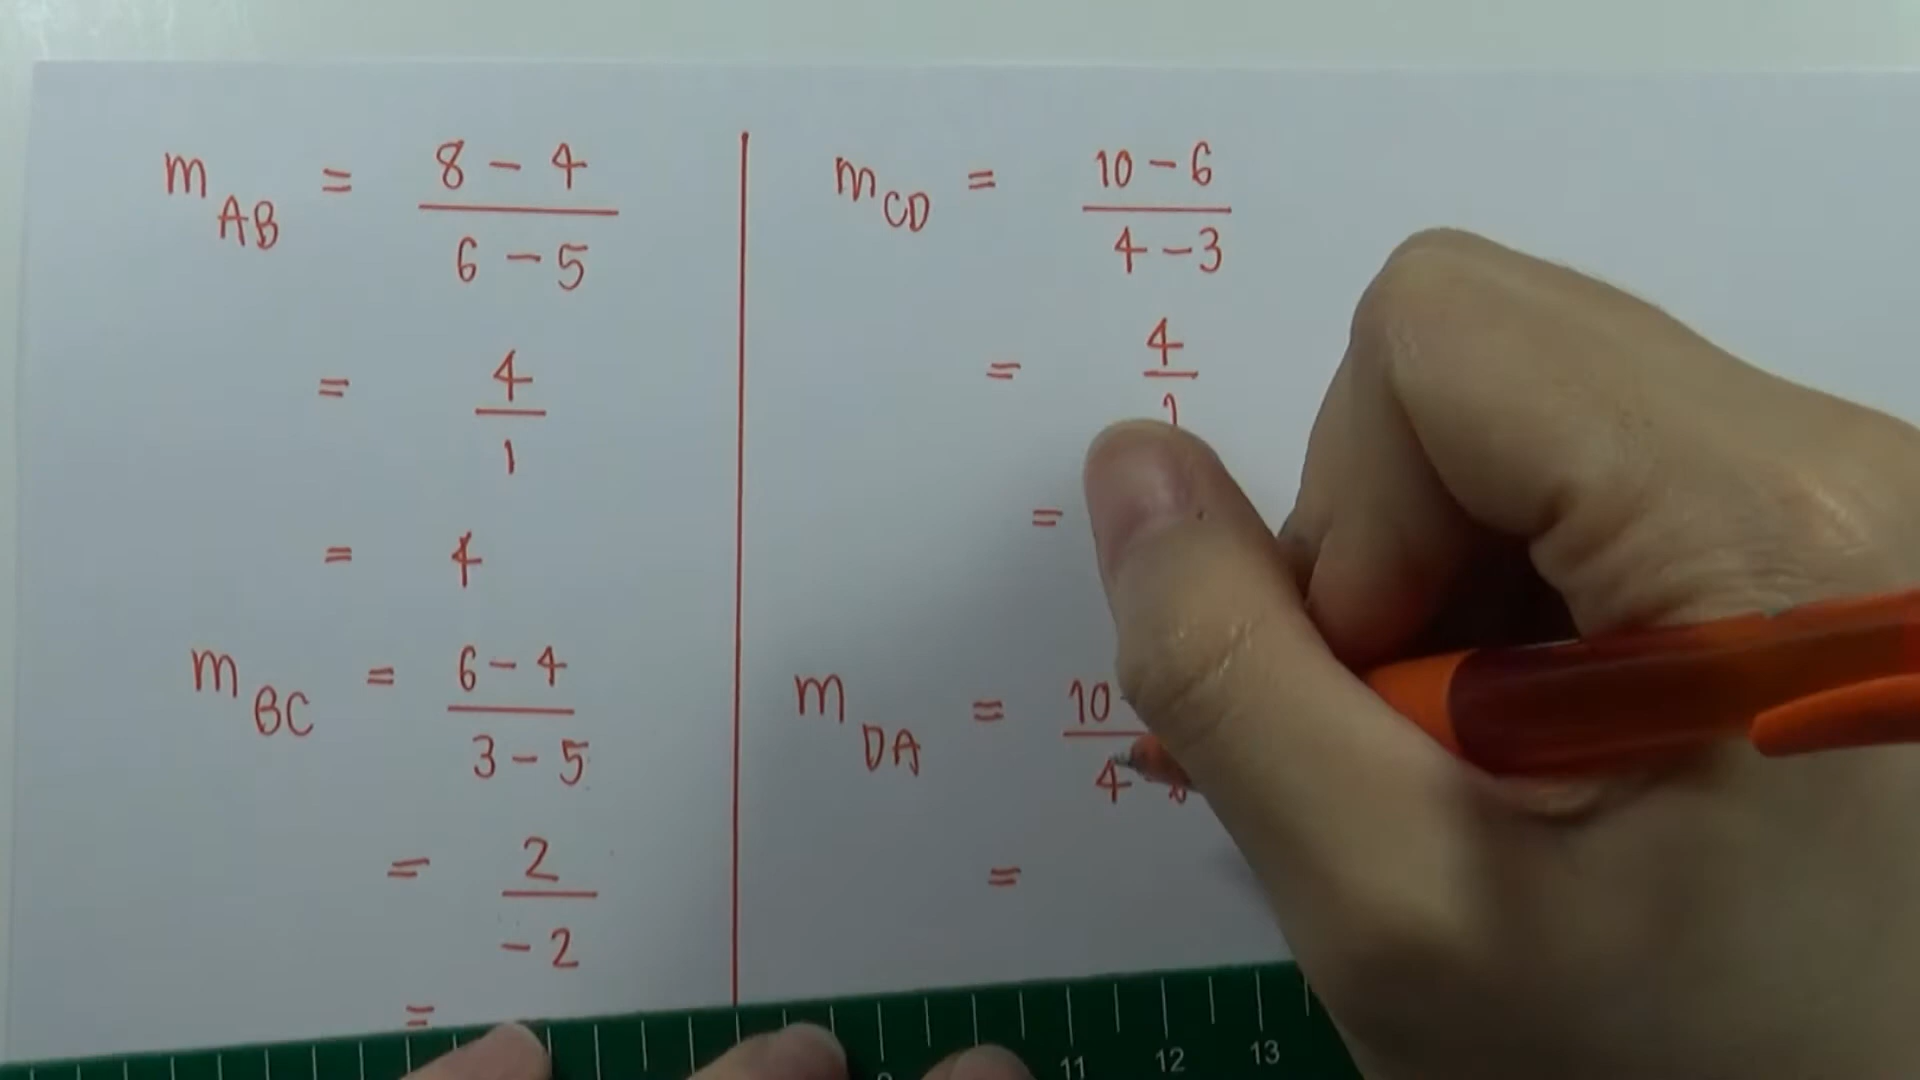 m AB = 8 - 4
6 - 5
= 4
1
= 4
m BC = 6 - 4
3 - 5
= 2
- 2
=
m CD = 10 - 6
4 - 3
= 4
1
=
m DA = 10
4
=
11 12 13